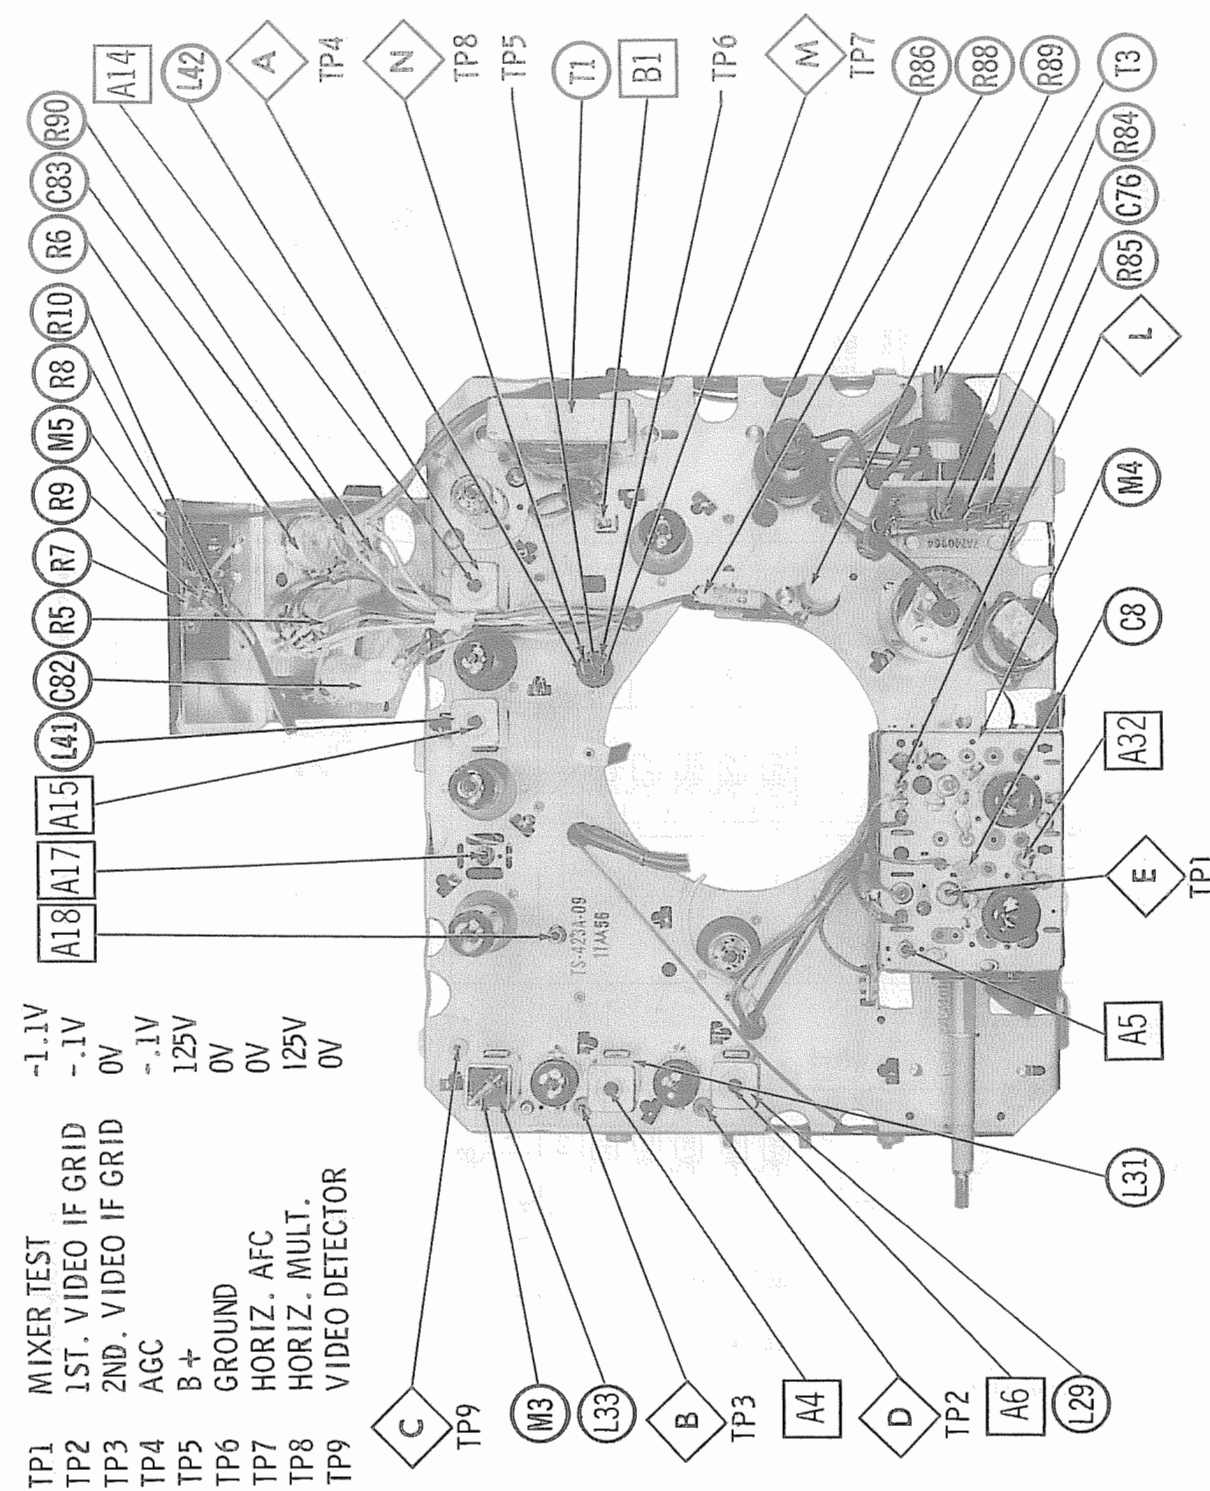 TP1 MIXER TEST -1.1V
TP2 1ST. VIDEO IF GRID -.1V
TP3 2ND. VIDEO IF GRID 0V
TP4 AGC -.1V
TP5 B+ 125V
TP6 GROUND 0V
TP7 HORIZ. AFC 0V
TP8 HORIZ. MULT. 125V
TP9 VIDEO DETECTOR 0V
A18
A17
A15
L41
C82
R5
R7
R9
M5
R8
R10
R6
C83
R90
A14
L42
A
TP4
N
TP8
TP5
T1
B1
TP6
M
TP7
R86
R88
R89
T3
R84
C76
R85
L
M4
C8
A32
E
TP1
A5
L31
C
TP9
M3
L33
B
TP3
A4
D
TP2
A6
L29
TS-423A-09